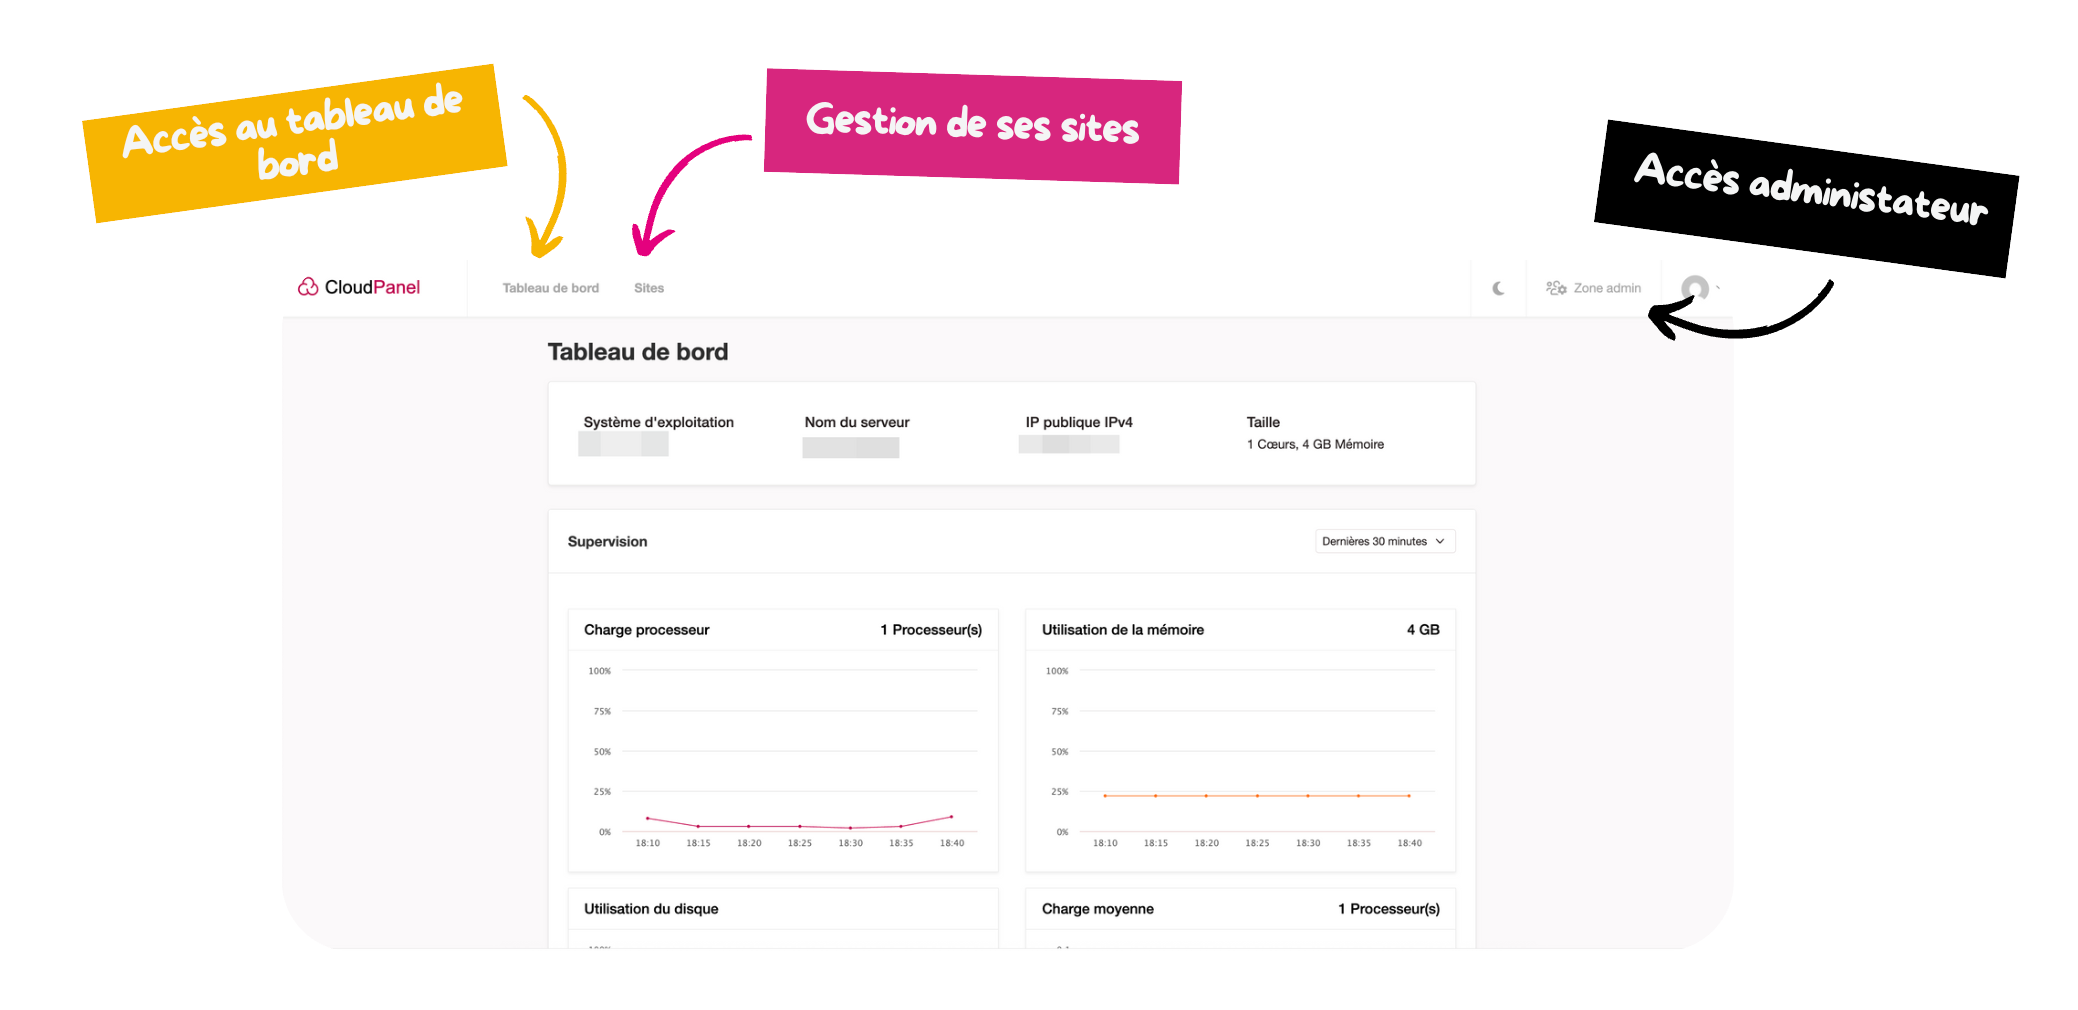 Accès au tableau de
bord
Gestion de ses sites
Accès administateur
CloudPanel
Tableau de bord
Sites
Zone admin
Tableau de bord
Système d'exploitation
Nom du serveur
IP publique IPv4
Taille
1 Cœurs, 4 GB Mémoire
Supervision
Dernières 30 minutes
Charge processeur
1 Processeur(s)
100%
75%
50%
25%
0%
18:10 18:15 18:20 18:25 18:30 18:35 18:40
Utilisation de la mémoire
4 GB
100%
75%
50%
25%
0%
18:10 18:15 18:20 18:25 18:30 18:35 18:40
Utilisation du disque
Charge moyenne
1 Processeur(s)